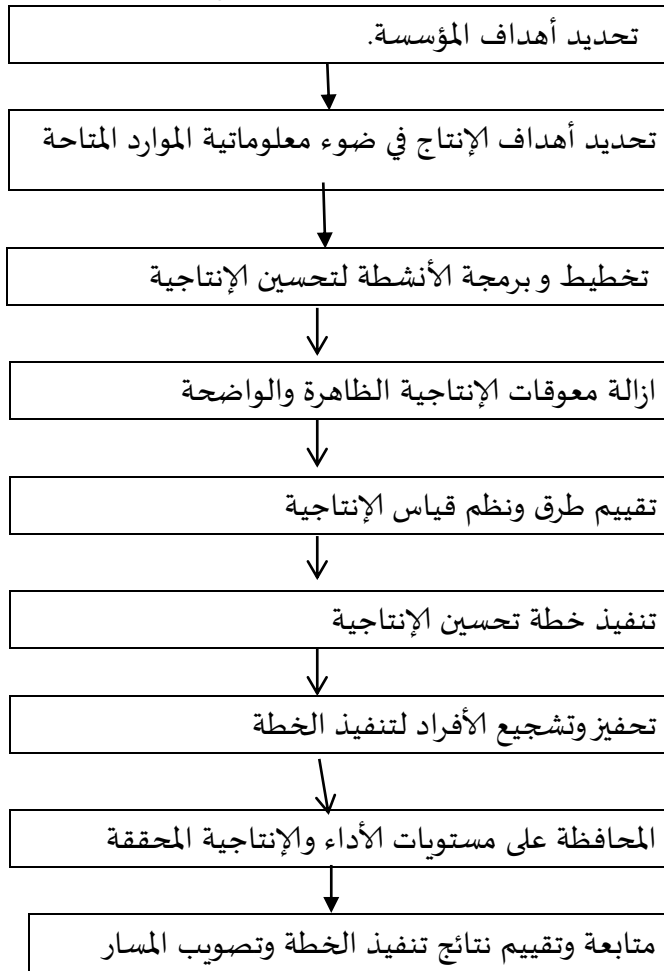 تحديد أهداف المؤسسة.
تحديد أهداف الإنتاج في ضوء معلوماتية الموارد المتاحة
تخطيط و برمجة الأنشطة لتحسين الإنتاجية
ازالة معوقات الإنتاجية الظاهرة والواضحة
تقييم طرق ونظم قياس الإنتاجية
تنفيذ خطة تحسين الإنتاجية
تحفيز وتشجيع الأفراد لتنفيذ الخطة
المحافظة على مستويات الأداء والإنتاجية المحققة
متابعة وتقييم نتائج تنفيذ الخطة وتصويب المسار